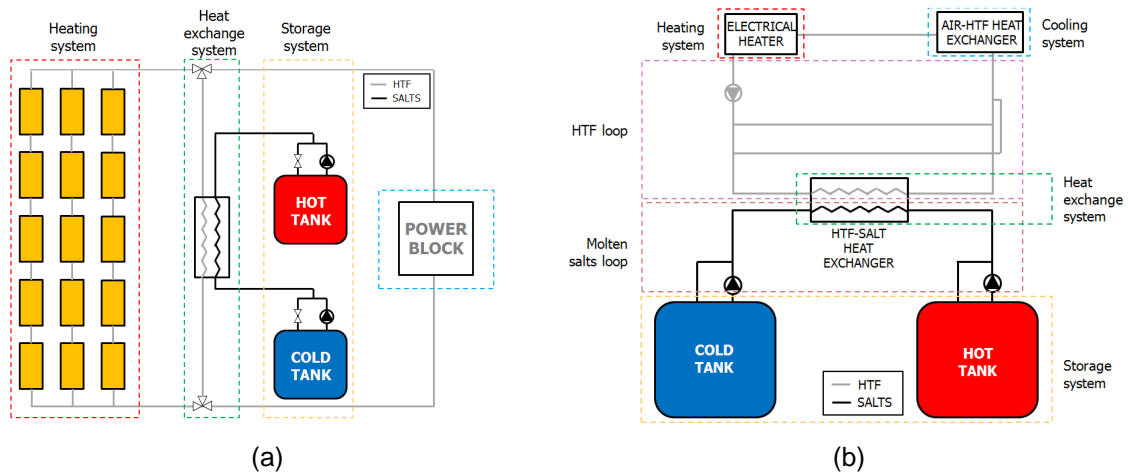 Heating
system
Heat
exchange
system
Storage
system
HTF
SALTS
HOT
TANK
POWER
BLOCK
COLD
TANK
(a)
Heating
system
ELECTRICAL
HEATER
AIR-HTF HEAT
EXCHANGER
Cooling
system
HTF loop
Heat
exchange
system
Molten
salts loop
HTF-SALT
HEAT
EXCHANGER
COLD
TANK
HOT
TANK
Storage
system
HTF
SALTS
(b)